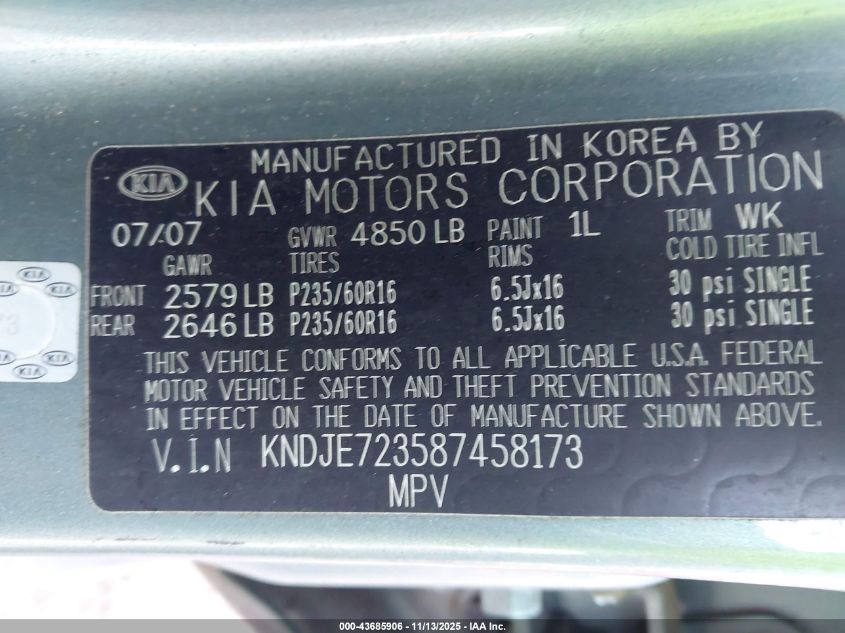 MANUFACTURED IN KOREA BY
KIA KIA MOTORS CORPORATION
07/07 GVWR 4850 LB PAINT 1L TRIM WK
GAWR TIRES RIMS COLD TIRE INFL
FRONT 2579 LB P235/60R16 6.5Jx16 30 psi SINGLE
REAR 2646 LB P235/60R16 6.5Jx16 30 psi SINGLE
THIS VEHICLE CONFORMS TO ALL APPLICABLE U.S.A. FEDERAL
MOTOR VEHICLE SAFETY AND THEFT PREVENTION STANDARDS
IN EFFECT ON THE DATE OF MANUFACTURE SHOWN ABOVE.
V.I.N KNDJE723587458173
MPV
KIA
KIA
KIA
000-43685906 - 11/13/2025 - IAA Inc.